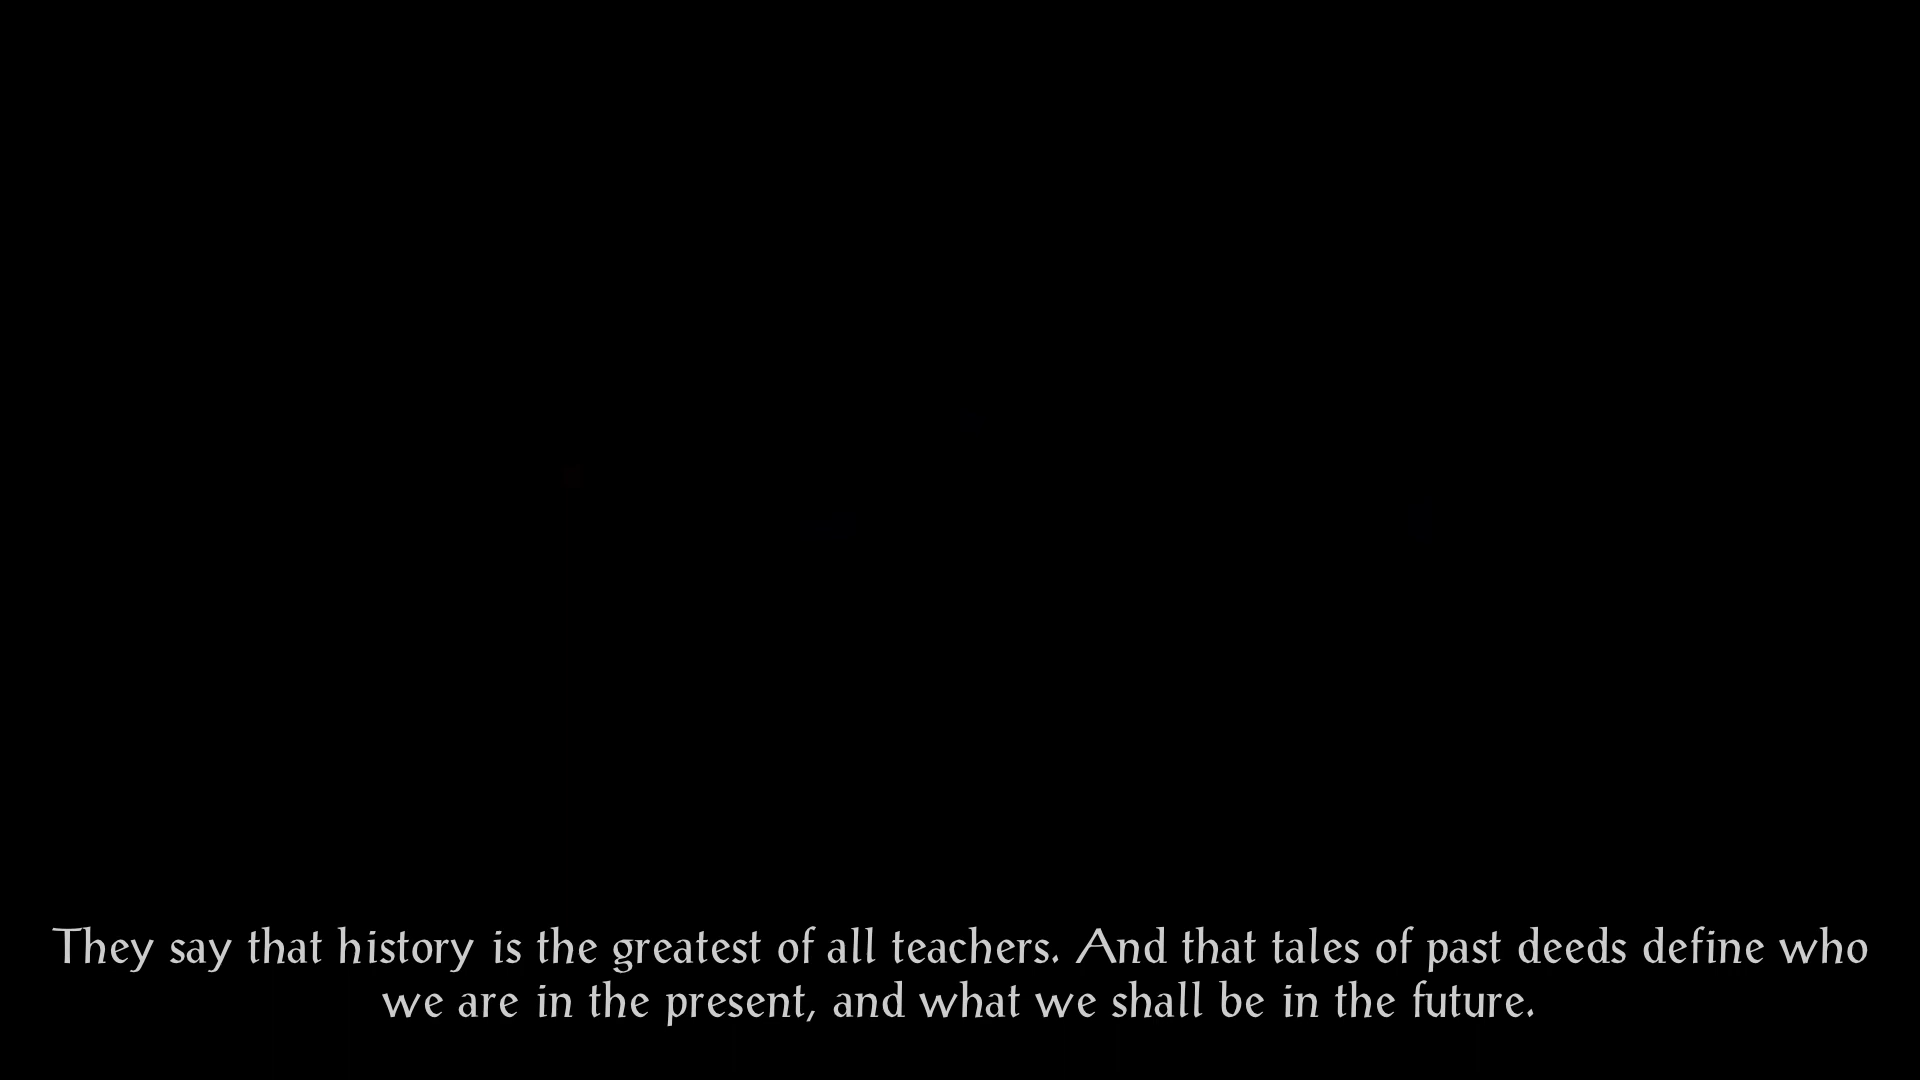 They say that history is the greatest of all teachers. And that tales of past deeds define who
we are in the present, and what we shall be in the future.